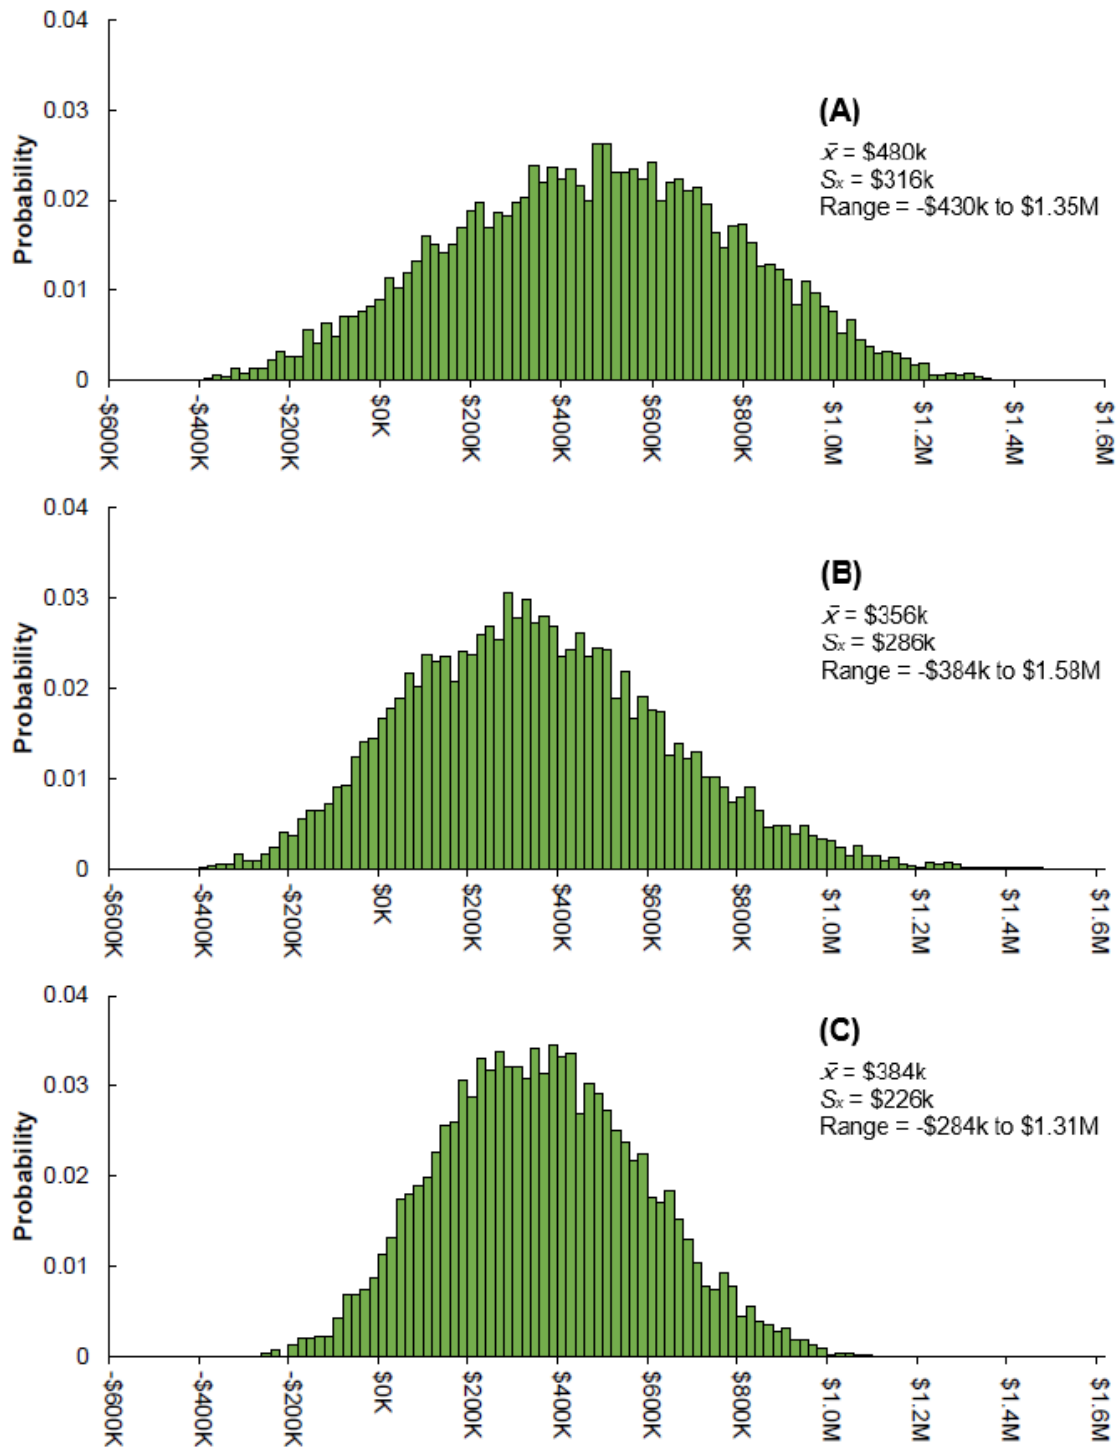 0.04
0.03
0.02
0.01
0
Probability
(A)
x̄ = $480k
Sx = $316k
Range = -$430k to $1.35M
-$600K
-$400K
-$200K
$0K
$200K
$400K
$600K
$800K
$1.0M
$1.2M
$1.4M
$1.6M
0.04
0.03
0.02
0.01
0
Probability
(B)
x̄ = $356k
Sx = $286k
Range = -$384k to $1.58M
-$600K
-$400K
-$200K
$0K
$200K
$400K
$600K
$800K
$1.0M
$1.2M
$1.4M
$1.6M
0.04
0.03
0.02
0.01
0
Probability
(C)
x̄ = $384k
Sx = $226k
Range = -$284k to $1.31M
-$600K
-$400K
-$200K
$0K
$200K
$400K
$600K
$800K
$1.0M
$1.2M
$1.4M
$1.6M